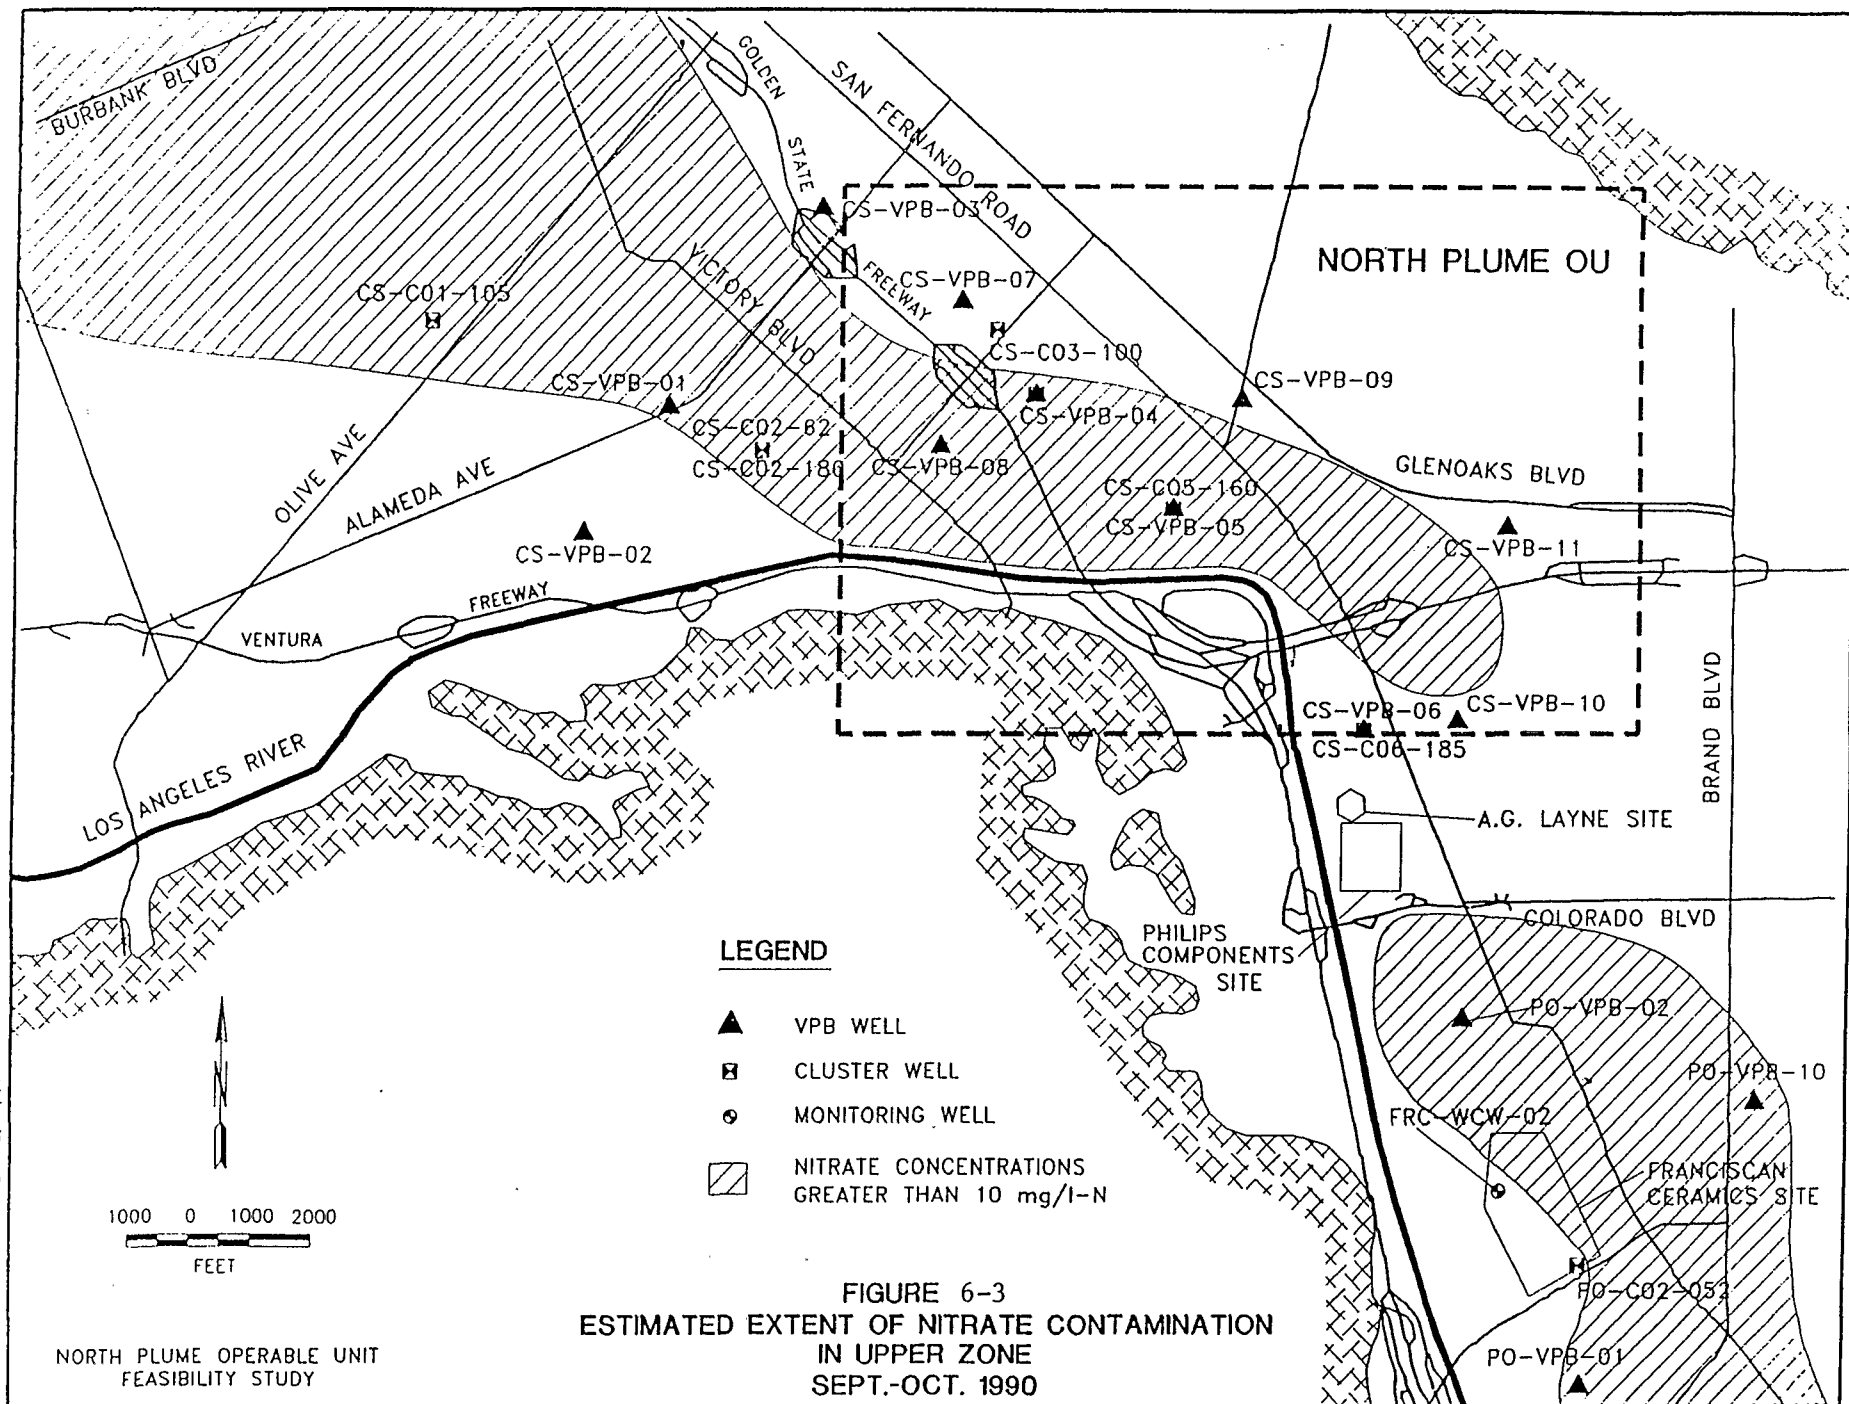 BURBANK BLVD
GOLDEN
STATE
FREEWAY
SAN FERNANDO ROAD
CS-VPB-03
NORTH PLUME OU
VICTORY BLVD
CS-VPB-07
CS-C01-105
CS-C03-100
CS-VPB-01
CS-VPB-09
CS-VPB-04
CS-C02-82
CS-C02-180
CS-VPB-08
OLIVE AVE
ALAMEDA AVE
GLENOAKS BLVD
CS-C05-160
CS-VPB-05
CS-VPB-02
CS-VPB-11
FREEWAY
VENTURA
BRAND BLVD
CS-VPB-06
CS-VPB-10
CS-C06-185
LOS ANGELES RIVER
A.G. LAYNE SITE
COLORADO BLVD
PHILIPS
COMPONENTS
SITE
LEGEND
VPB WELL
CLUSTER WELL
MONITORING WELL
NITRATE CONCENTRATIONS
GREATER THAN 10 mg/l-N
PO-VPB-02
PO-VPB-10
FRC-WCW-02
FRANCISCAN
CERAMICS SITE
PO-C02-052
PO-VPB-01
N
1000 0 1000 2000
FEET
FIGURE 6-3
ESTIMATED EXTENT OF NITRATE CONTAMINATION
IN UPPER ZONE
SEPT.-OCT. 1990
NORTH PLUME OPERABLE UNIT
FEASIBILITY STUDY